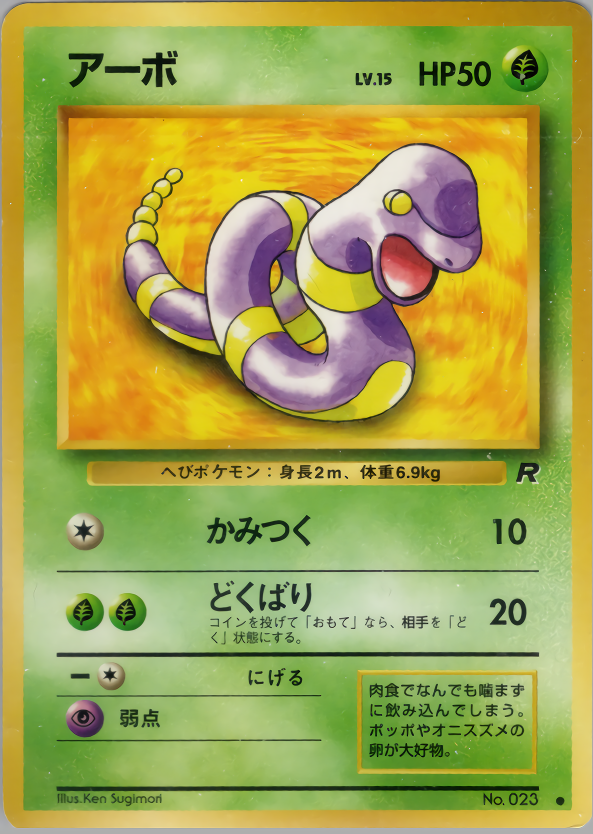 アーボ LV.15 HP50
へびポケモン：身長2m、体重6.9kg R
かみつく 10
どくばり 20
コインを投げて「おもて」なら、相手を「ど
く」状態にする。
にげる
弱点
肉食でなんでも噛まず
に飲み込んでしまう。
ポッポやオニスズメの
卵が大好物。
Illus.Ken Sugimori No. 023